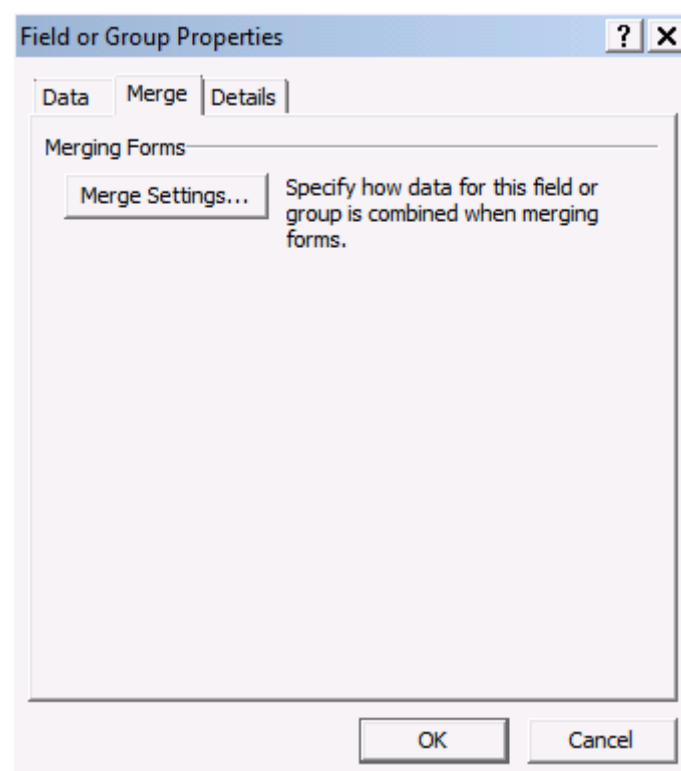 Field or Group Properties
? X
Data Merge Details
Merging Forms
Merge Settings... Specify how data for this field or
group is combined when merging
forms.
OK Cancel